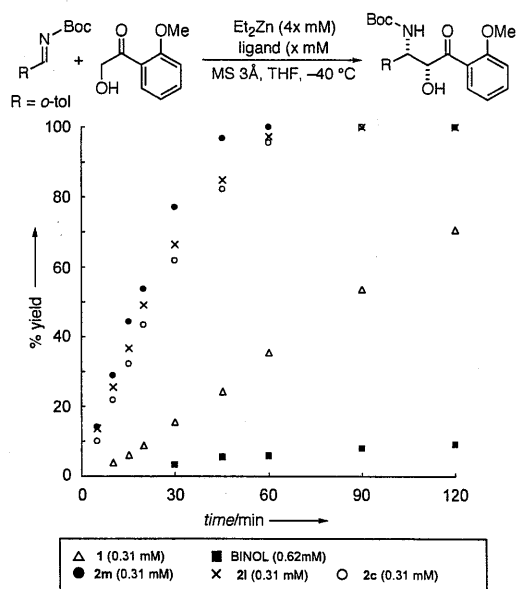 N Boc
R
+
O OMe
OH
Et2Zn (4x mM)
ligand (x mM
MS 3Å, THF, –40 °C
Boc NH O OMe
R
OH
R = o-tol
100
80
60
40
20
0
% yield
0 30 60 90 120
time/min
1 (0.31 mM) BINOL (0.62mM)
2m (0.31 mM) 2l (0.31 mM) 2c (0.31 mM)